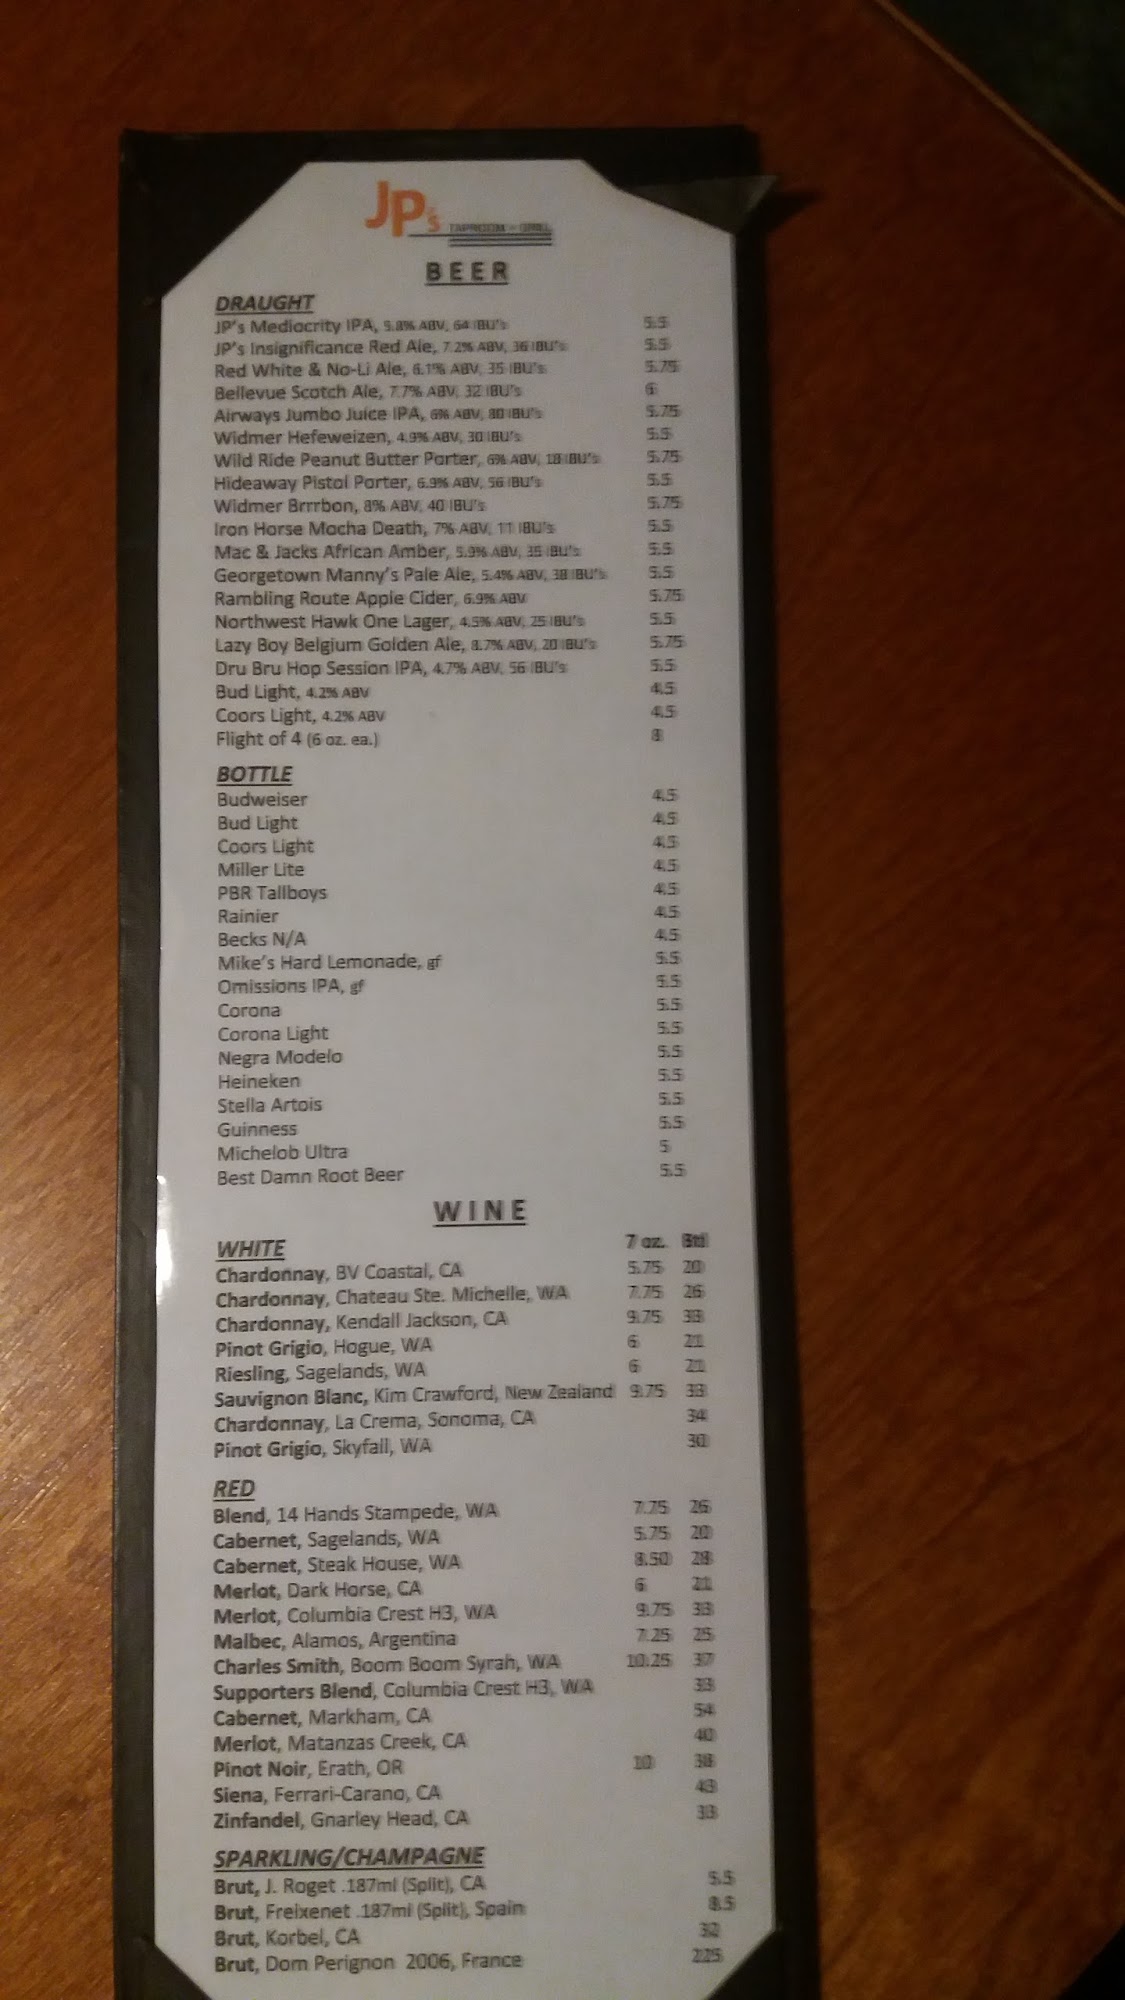 JP's TAPROOM ~ GRILL
BEER
DRAUGHT
JP's Mediocrity IPA, 5.8% ABV, 64 IBU's 5.5
JP's Insignificance Red Ale, 7.2% ABV, 36 IBU's 5.5
Red White & No-Li Ale, 6.1% ABV, 35 IBU's 5.75
Bellevue Scotch Ale, 7.7% ABV, 32 IBU's 6
Airways Jumbo Juice IPA, 6% ABV, 80 IBU's 5.75
Widmer Hefeweizen, 4.9% ABV, 30 IBU's 5.5
Wild Ride Peanut Butter Porter, 6% ABV, 18 IBU's 5.75
Hideaway Pistol Porter, 6.9% ABV, 56 IBU's 5.5
Widmer Brrrbon, 8% ABV, 40 IBU's 5.75
Iron Horse Mocha Death, 7% ABV, 11 IBU's 5.5
Mac & Jacks African Amber, 5.9% ABV, 35 IBU's 5.5
Georgetown Manny's Pale Ale, 5.4% ABV, 38 IBU's 5.5
Rambling Route Apple Cider, 6.9% ABV 5.75
Northwest Hawk One Lager, 4.5% ABV, 25 IBU's 5.5
Lazy Boy Belgium Golden Ale, 8.7% ABV, 20 IBU's 5.75
Dru Bru Hop Session IPA, 4.7% ABV, 56 IBU's 5.5
Bud Light, 4.2% ABV 4.5
Coors Light, 4.2% ABV 4.5
Flight of 4 (6 oz. ea.) 8
BOTTLE
Budweiser 4.5
Bud Light 4.5
Coors Light 4.5
Miller Lite 4.5
PBR Tallboys 4.5
Rainier 4.5
Becks N/A 4.5
Mike's Hard Lemonade, gf 5.5
Omissions IPA, gf 5.5
Corona 5.5
Corona Light 5.5
Negra Modelo 5.5
Heineken 5.5
Stella Artois 5.5
Guinness 5.5
Michelob Ultra 5
Best Damn Root Beer 5.5
WINE
WHITE 7 oz. Btl
Chardonnay, BV Coastal, CA 5.75 20
Chardonnay, Chateau Ste. Michelle, WA 7.75 26
Chardonnay, Kendall Jackson, CA 9.75 33
Pinot Grigio, Hogue, WA 6 21
Riesling, Sagelands, WA 6 21
Sauvignon Blanc, Kim Crawford, New Zealand 9.75 33
Chardonnay, La Crema, Sonoma, CA 34
Pinot Grigio, Skyfall, WA 30
RED
Blend, 14 Hands Stampede, WA 7.75 26
Cabernet, Sagelands, WA 5.75 20
Cabernet, Steak House, WA 8.50 28
Merlot, Dark Horse, CA 6 21
Merlot, Columbia Crest H3, WA 9.75 33
Malbec, Alamos, Argentina 7.25 25
Charles Smith, Boom Boom Syrah, WA 10.25 37
Supporters Blend, Columbia Crest H3, WA 33
Cabernet, Markham, CA 54
Merlot, Matanzas Creek, CA 40
Pinot Noir, Erath, OR 10 38
Siena, Ferrari-Carano, CA 43
Zinfandel, Gnarley Head, CA 33
SPARKLING/CHAMPAGNE
Brut, J. Roget .187ml (Split), CA 5.5
Brut, Freixenet .187ml (Split), Spain 8.5
Brut, Korbel, CA 32
Brut, Dom Perignon 2006, France 225